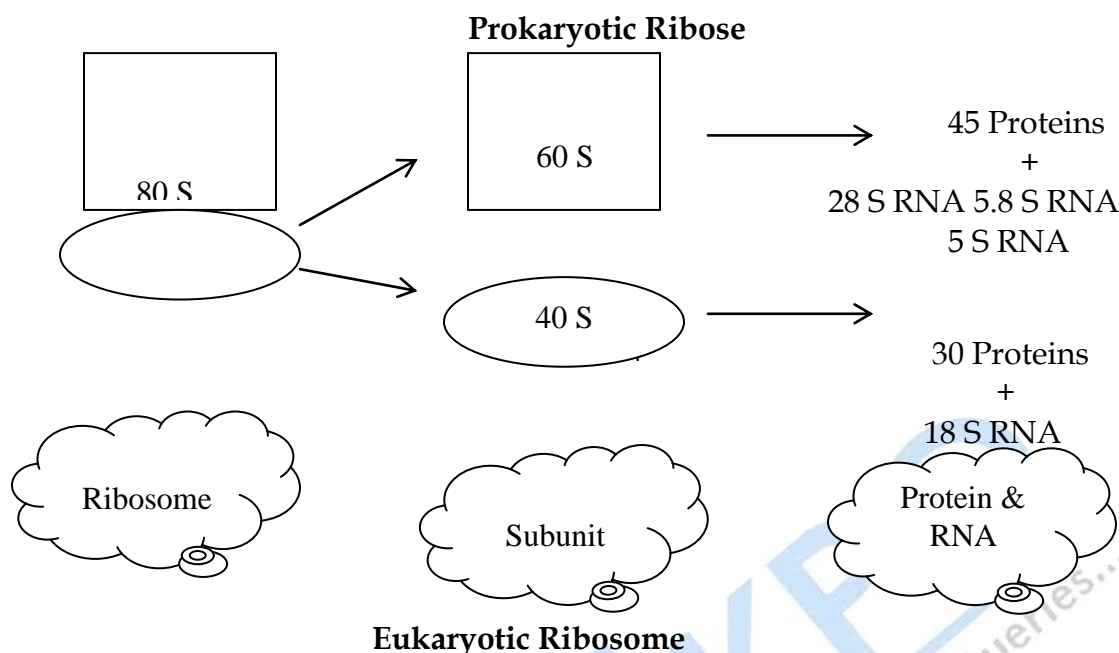 Prokaryotic Ribose
80 S
60 S
45 Proteins
+
28 S RNA 5.8 S RNA
5 S RNA
40 S
30 Proteins
+
18 S RNA
Ribosome
Subunit
Protein &
RNA
Eukaryotic Ribosome
ueries...